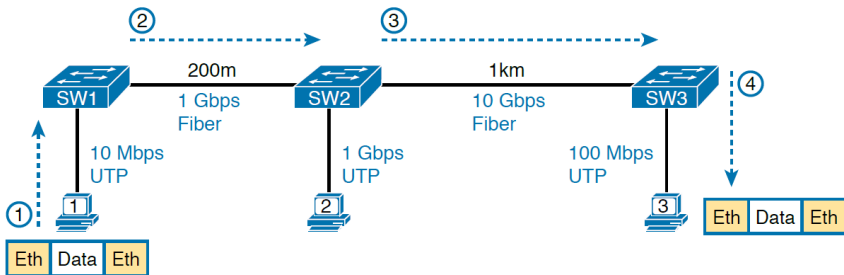 2
3
200m
1km
SW1
SW2
SW3
4
1 Gbps
Fiber
10 Gbps
Fiber
10 Mbps
UTP
1 Gbps
UTP
100 Mbps
UTP
1
1
2
3
Eth Data Eth
Eth Data Eth